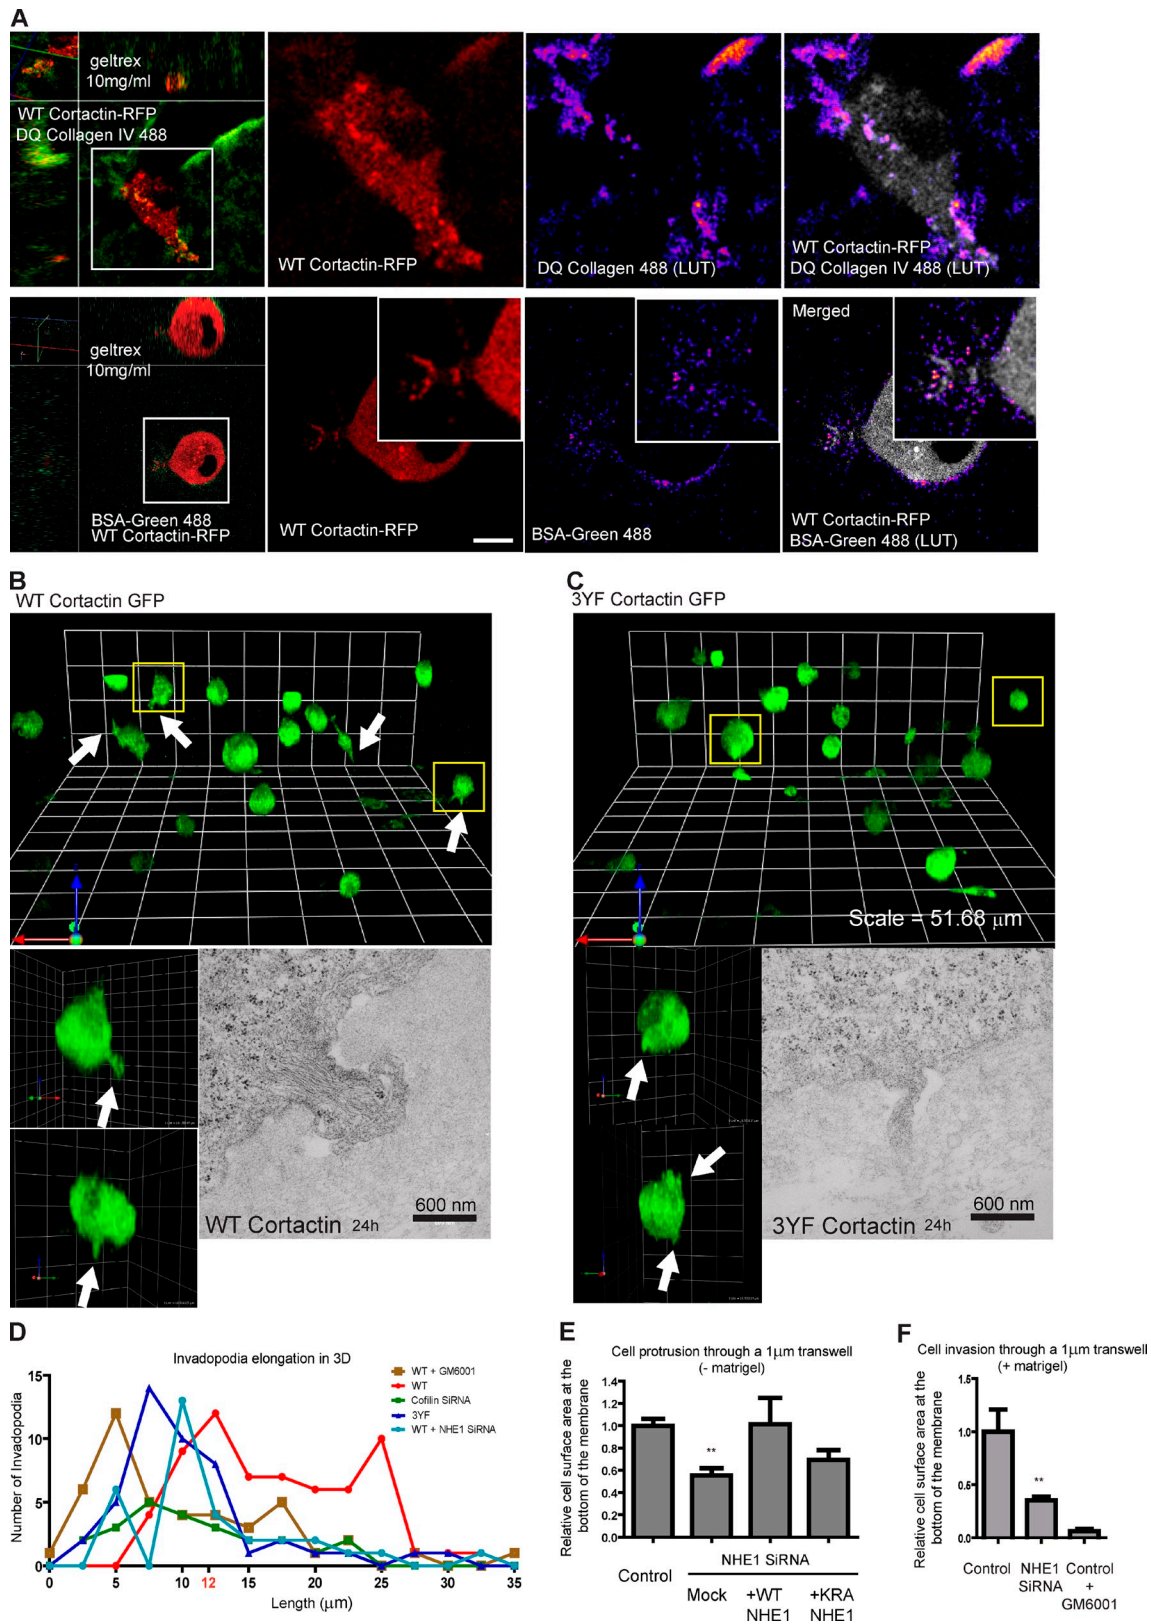 A
geltrex
10mg/ml
WT Cortactin-RFP
DQ Collagen IV 488
WT Cortactin-RFP
DQ Collagen 488 (LUT)
WT Cortactin-RFP
DQ Collagen IV 488 (LUT)
geltrex
10mg/ml
BSA-Green 488
WT Cortactin-RFP
WT Cortactin-RFP
BSA-Green 488
Merged
WT Cortactin-RFP
BSA-Green 488 (LUT)
B
WT Cortactin GFP
WT Cortactin 24h
600 nm
C
3YF Cortactin GFP
Scale = 51.68 µm
3YF Cortactin 24h
600 nm
D
Invadopodia elongation in 3D
WT + GM6001
WT
Cofilin SiRNA
3YF
WT + NHE1 SiRNA
Number of Invadopodia
15
10
5
0
0 5 10 12 15 20 25 30 35
Length (µm)
E
Cell protrusion through a 1µm transwell
(- matrigel)
Relative cell surface area at the
bottom of the membrane
1.4
1.2
1.0
0.8
0.6
0.4
0.2
0.0
**
NHE1 SiRNA
Control
Mock
+WT
NHE1
+KRA
NHE1
F
Cell invasion through a 1µm transwell
(+ matrigel)
Relative cell surface area at the
bottom of the membrane
1.5
1.0
0.5
0.0
**
Control
NHE1
SiRNA
Control
+
GM6001